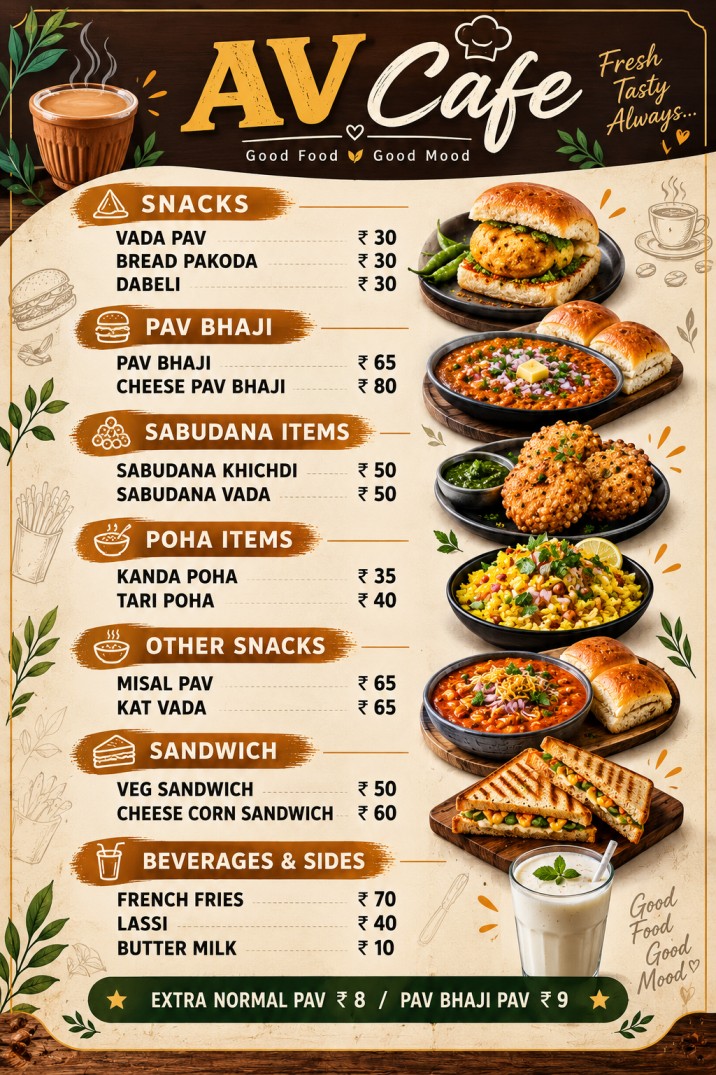 AV Cafe
Good Food Good Mood
Fresh
Tasty
Always...
SNACKS
VADA PAV ₹ 30
BREAD PAKODA ₹ 30
DABELI ₹ 30
PAV BHAJI
PAV BHAJI ₹ 65
CHEESE PAV BHAJI ₹ 80
SABUDANA ITEMS
SABUDANA KHICHDI ₹ 50
SABUDANA VADA ₹ 50
POHA ITEMS
KANDA POHA ₹ 35
TARI POHA ₹ 40
OTHER SNACKS
MISAL PAV ₹ 65
KAT VADA ₹ 65
SANDWICH
VEG SANDWICH ₹ 50
CHEESE CORN SANDWICH ₹ 60
BEVERAGES & SIDES
FRENCH FRIES ₹ 70
LASSI ₹ 40
BUTTER MILK ₹ 10
Good
Food
Good
Mood
EXTRA NORMAL PAV ₹ 8 / PAV BHAJI PAV ₹ 9